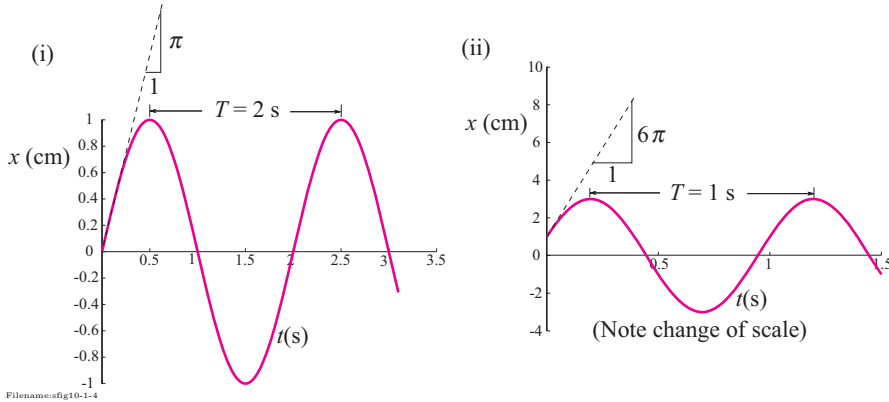 (i)
π
1
T = 2 s
x (cm)
1
0.8
0.6
0.4
0.2
0
-0.2
-0.4
-0.6
-0.8
-1
0.5
1
1.5
2
2.5
3
3.5
t(s)
Filename:sfig10-1-4
(ii)
6π
1
T = 1 s
x (cm)
10
8
6
4
2
0
-2
-4
0.5
1
1.5
t(s)
(Note change of scale)